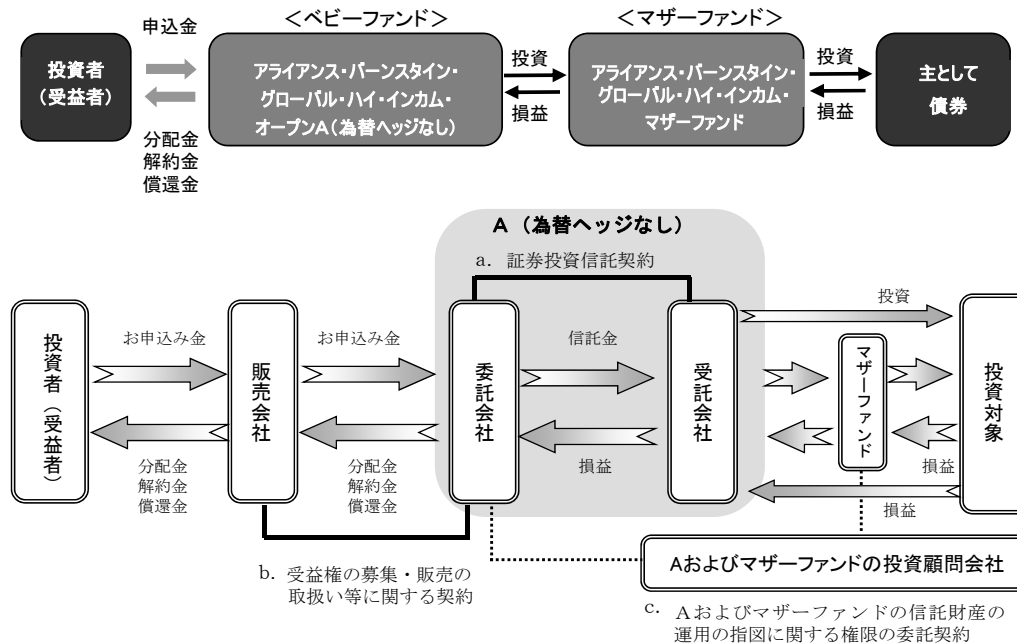 ＜ベビーファンド＞
＜マザーファンド＞
申込金
投資者
（受益者）
分配金
解約金
償還金
アライアンス・バーンスタイン・
グローバル・ハイ・インカム・
オープンA（為替ヘッジなし）
投資
損益
アライアンス・バーンスタイン・
グローバル・ハイ・インカム・
マザーファンド
投資
損益
主として
債券
A （為替ヘッジなし）
a. 証券投資信託契約
投資者（受益者）
お申込み金
分配金
解約金
償還金
販売会社
お申込み金
分配金
解約金
償還金
委託会社
信託金
損益
受託会社
投資
マザーファンド
損益
損益
投資対象
Aおよびマザーファンドの投資顧問会社
b. 受益権の募集・販売の
取扱い等に関する契約
c. Aおよびマザーファンドの信託財産の
運用の指図に関する権限の委託契約